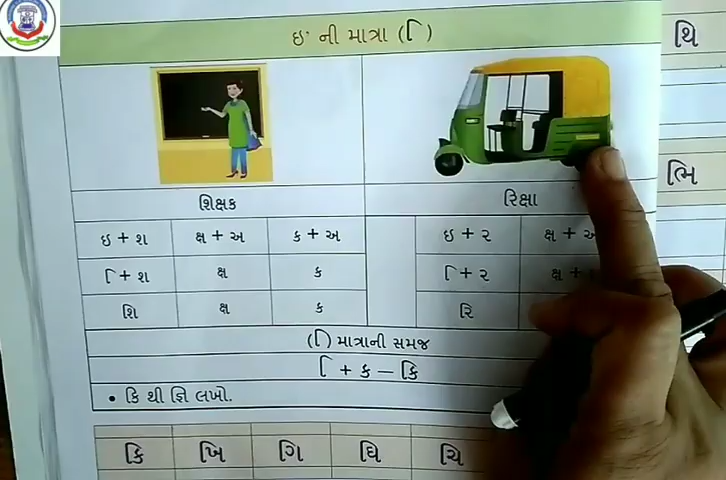 ઇ' ની માત્રા (િ)
શિક્ષક
રિક્ષા
ઇ + શ ક્ષ + અ ક + અ ઇ + ર ક્ષ + અ
િ + શ ક્ષ ક િ + ર ક્ષ +
શિ ક્ષ ક રિ
(િ) માત્રાની સમજ
િ + ક – કિ
• કિ થી જ્ઞિ લખો.
કિ ખિ ગિ ઘિ ચિ
થિ
ભિ